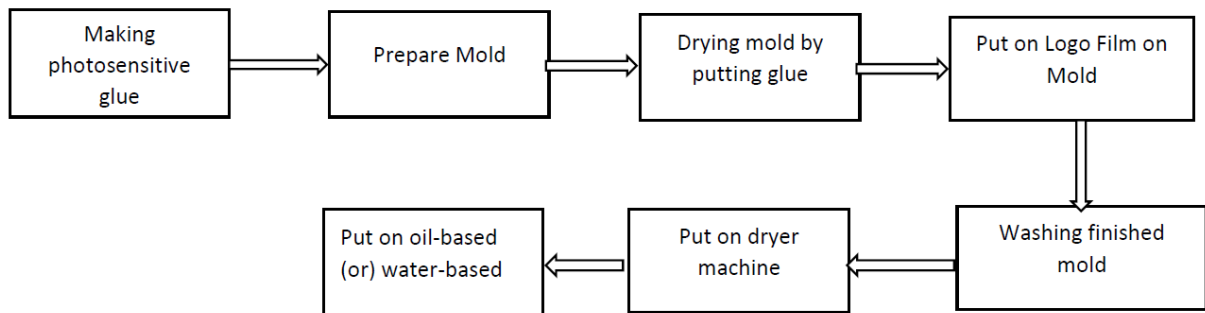 Making
photosensitive
glue
Prepare Mold
Drying mold by
putting glue
Put on Logo Film on
Mold
Washing finished
mold
Put on dryer
machine
Put on oil-based
(or) water-based